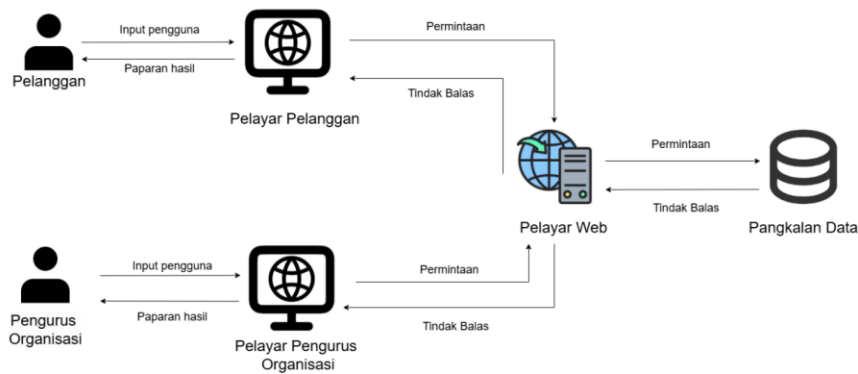 Input pengguna
Permintaan
Paparan hasil
Pelanggan
Tindak Balas
Pelayar Pelanggan
Permintaan
Tindak Balas
Pelayar Web
Pangkalan Data
Input pengguna
Permintaan
Paparan hasil
Pengurus
Organisasi
Tindak Balas
Pelayar Pengurus
Organisasi